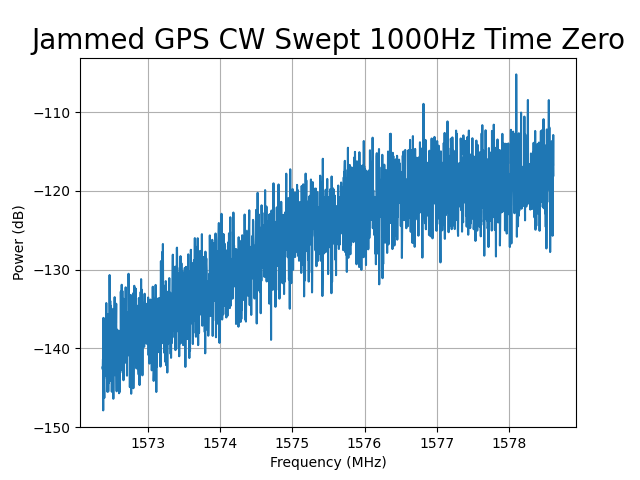 Jammed GPS CW Swept 1000Hz Time Zero
Power (dB)
−110
−120
−130
−140
−150
1573 1574 1575 1576 1577 1578
Frequency (MHz)